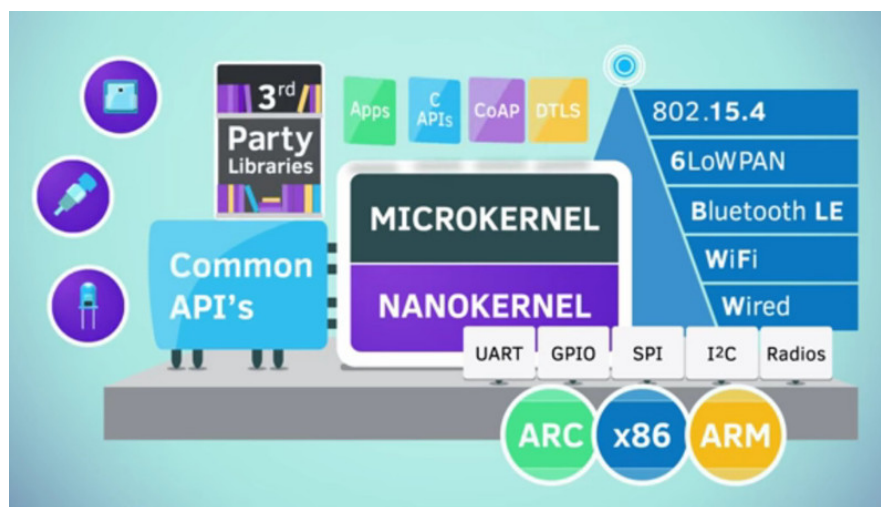 3rd
Party
Libraries
Apps
C
APIs
CoAP
DTLS
802.15.4
6LoWPAN
Bluetooth LE
WiFi
Wired
MICROKERNEL
NANOKERNEL
Common
API's
UART
GPIO
SPI
I²C
Radios
ARC
x86
ARM